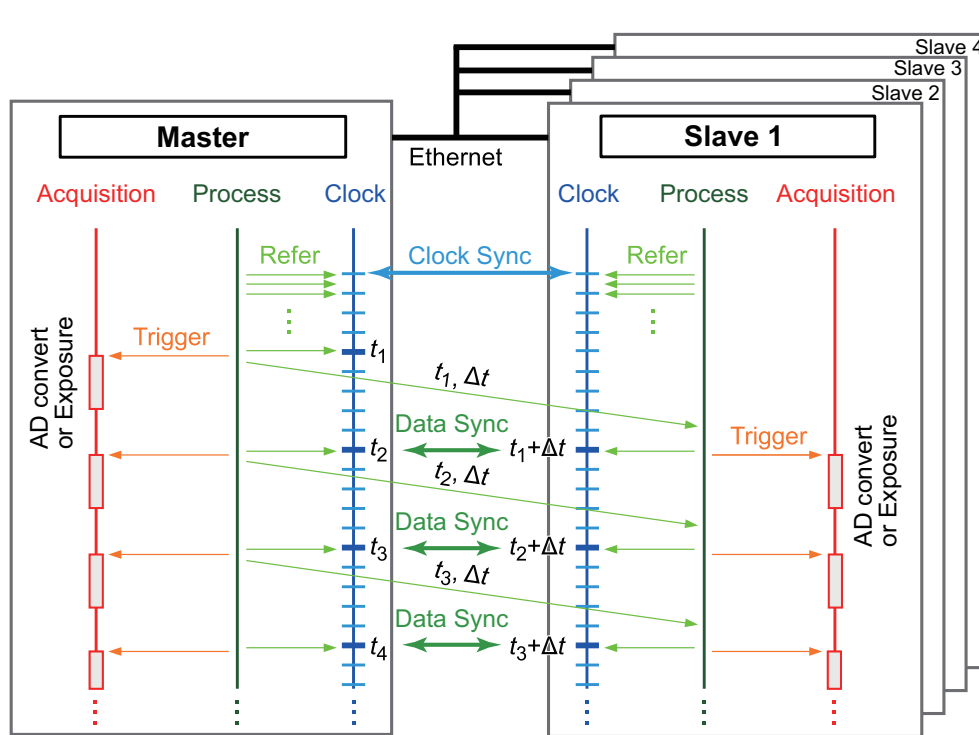 Slave 4
Slave 3
Slave 2
Master
Slave 1
Ethernet
Acquisition
Process
Clock
Clock
Process
Acquisition
Refer
Clock Sync
Refer
Trigger
t1
AD convert
or Exposure
t1, Δt
Data Sync
Trigger
t2
t1+Δt
t2, Δt
AD convert
or Exposure
Data Sync
t3
t2+Δt
t3, Δt
Data Sync
t4
t3+Δt